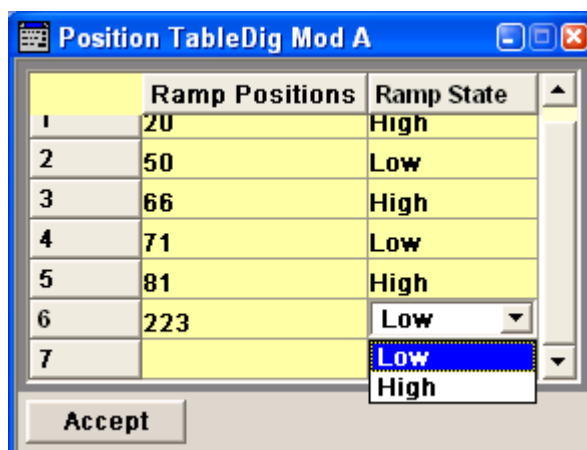 Position TableDig Mod A
Ramp Positions Ramp State
1 20 High
2 50 Low
3 66 High
4 71 Low
5 81 High
6 223 Low
7 Low
High
Accept